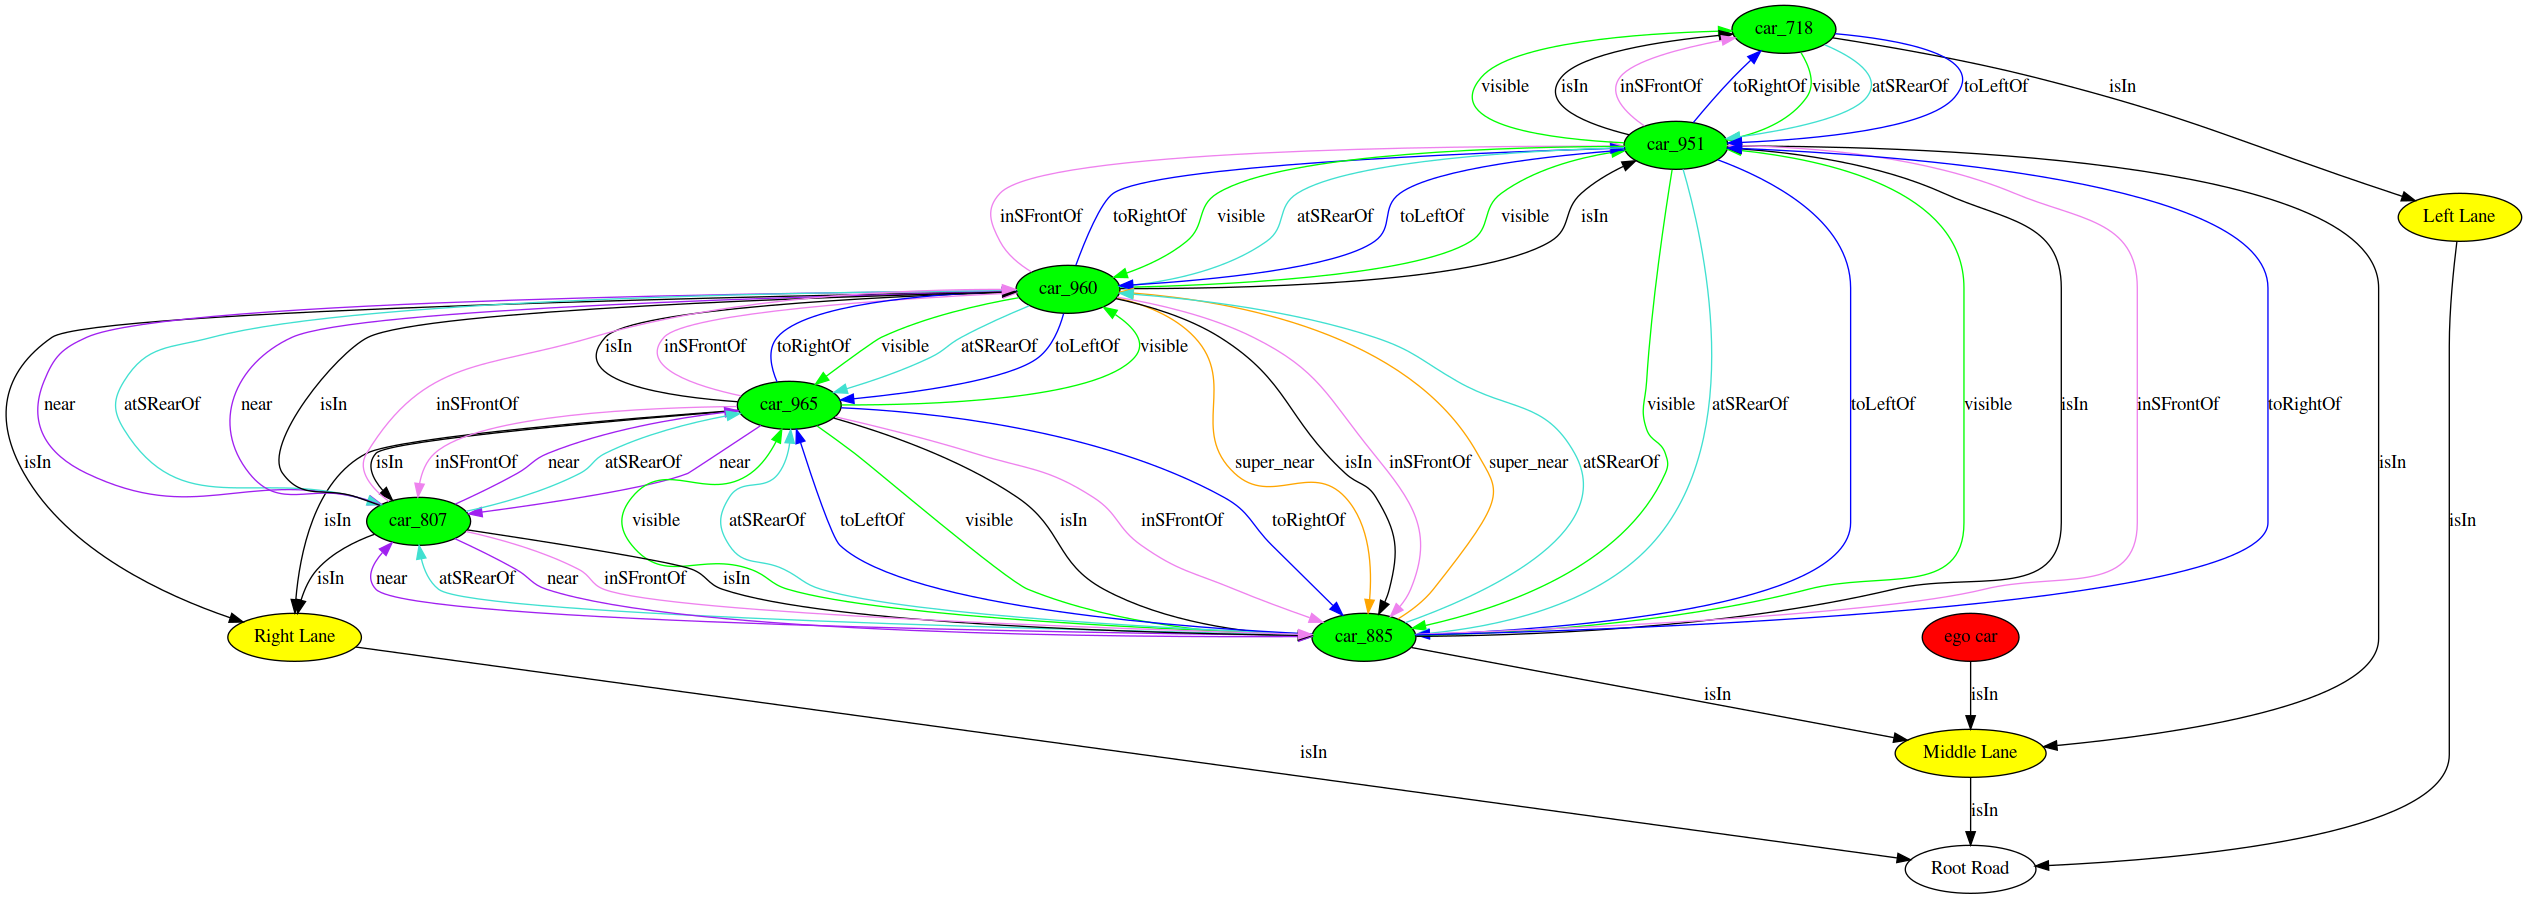 car_718
visible
isIn
inSFrontOf
toRightOf
visible
atSRearOf
toLeftOf
isIn
car_951
inSFrontOf
toRightOf
visible
atSRearOf
toLeftOf
visible
isIn
Left Lane
car_960
isIn
inSFrontOf
toRightOf
visible
atSRearOf
toLeftOf
visible
near
atSRearOf
near
isIn
inSFrontOf
car_965
visible
atSRearOf
toLeftOf
visible
isIn
inSFrontOf
toRightOf
isIn
isIn
inSFrontOf
near
atSRearOf
near
super_near
isIn
inSFrontOf
super_near
atSRearOf
isIn
isIn
car_807
visible
atSRearOf
toLeftOf
visible
isIn
inSFrontOf
toRightOf
isIn
isIn
near
atSRearOf
near
inSFrontOf
isIn
Right Lane
car_885
ego car
isIn
isIn
isIn
Middle Lane
isIn
Root Road